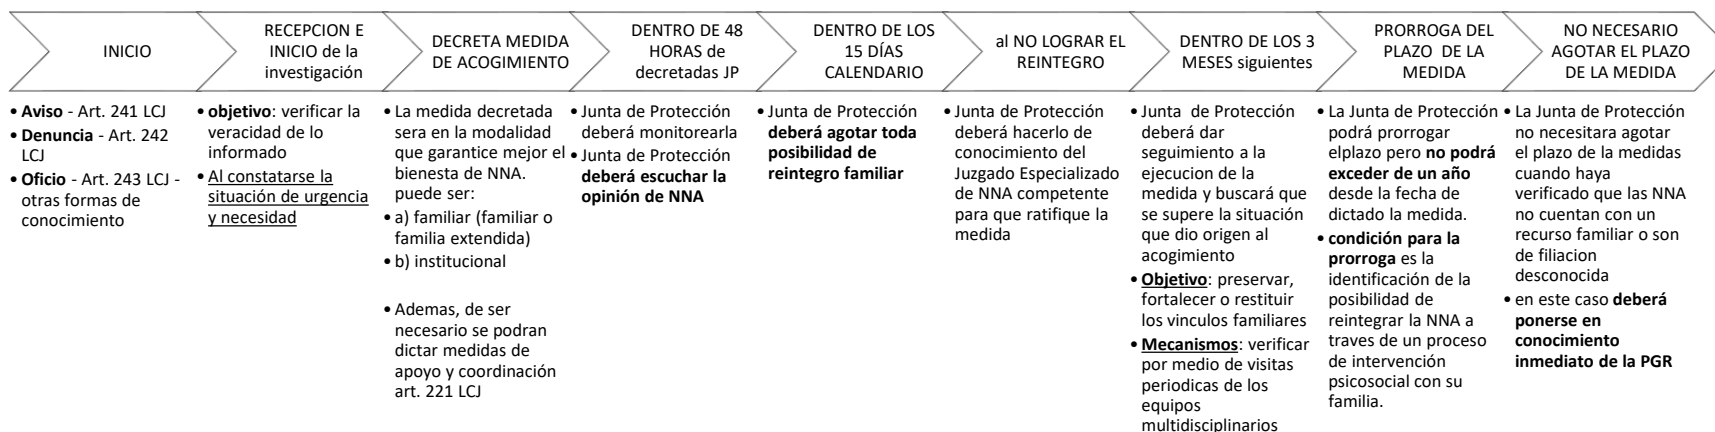 INICIO
• Aviso - Art. 241 LCJ
• Denuncia - Art. 242
LCJ
• Oficio - Art. 243 LCJ -
otras formas de
conocimiento
RECEPCION E
INICIO de la
investigación
• objetivo: verificar la
veracidad de lo
informado
• Al constatarse la
situación de urgencia
y necesidad
DECRETA MEDIDA
DE ACOGIMIENTO
• La medida decretada
sera en la modalidad
que garantice mejor el
bienesta de NNA.
puede ser:
• a) familiar (familiar o
familia extendida)
• b) institucional
• Ademas, de ser
necesario se podran
dictar medidas de
apoyo y coordinación
art. 221 LCJ
DENTRO DE 48
HORAS de
decretadas JP
• Junta de Protección
deberá monitorearla
• Junta de Protección
deberá escuchar la
opinión de NNA
DENTRO DE LOS
15 DÍAS
CALENDARIO
• Junta de Protección
deberá agotar toda
posibilidad de
reintegro familiar
al NO LOGRAR EL
REINTEGRO
• Junta de Protección
deberá hacerlo de
conocimiento del
Juzgado Especializado
de NNA competente
para que ratifique la
medida
DENTRO DE LOS 3
MESES siguientes
• Junta de Protección
deberá dar
seguimiento a la
ejecucion de la
medida y buscará que
se supere la situación
que dio origen al
acogimiento
• Objetivo: preservar,
fortalecer o restituir
los vinculos familiares
• Mecanismos: verificar
por medio de visitas
periodicas de los
equipos
multidisciplinarios
PRORROGA DEL
PLAZO DE LA
MEDIDA
• La Junta de Protección
podrá prorrogar
elplazo pero no podrá
exceder de un año
desde la fecha de
dictado la medida.
• condición para la
prorroga es la
identificación de la
posibilidad de
reintegrar la NNA a
traves de un proceso
de intervención
psicosocial con su
familia.
NO NECESARIO
AGOTAR EL PLAZO
DE LA MEDIDA
• La Junta de Protección
no necesitara agotar
el plazo de la medidas
cuando haya
verificado que las NNA
no cuentan con un
recurso familiar o son
de filiacion
desconocida
• en este caso deberá
ponerse en
conocimiento
inmediato de la PGR